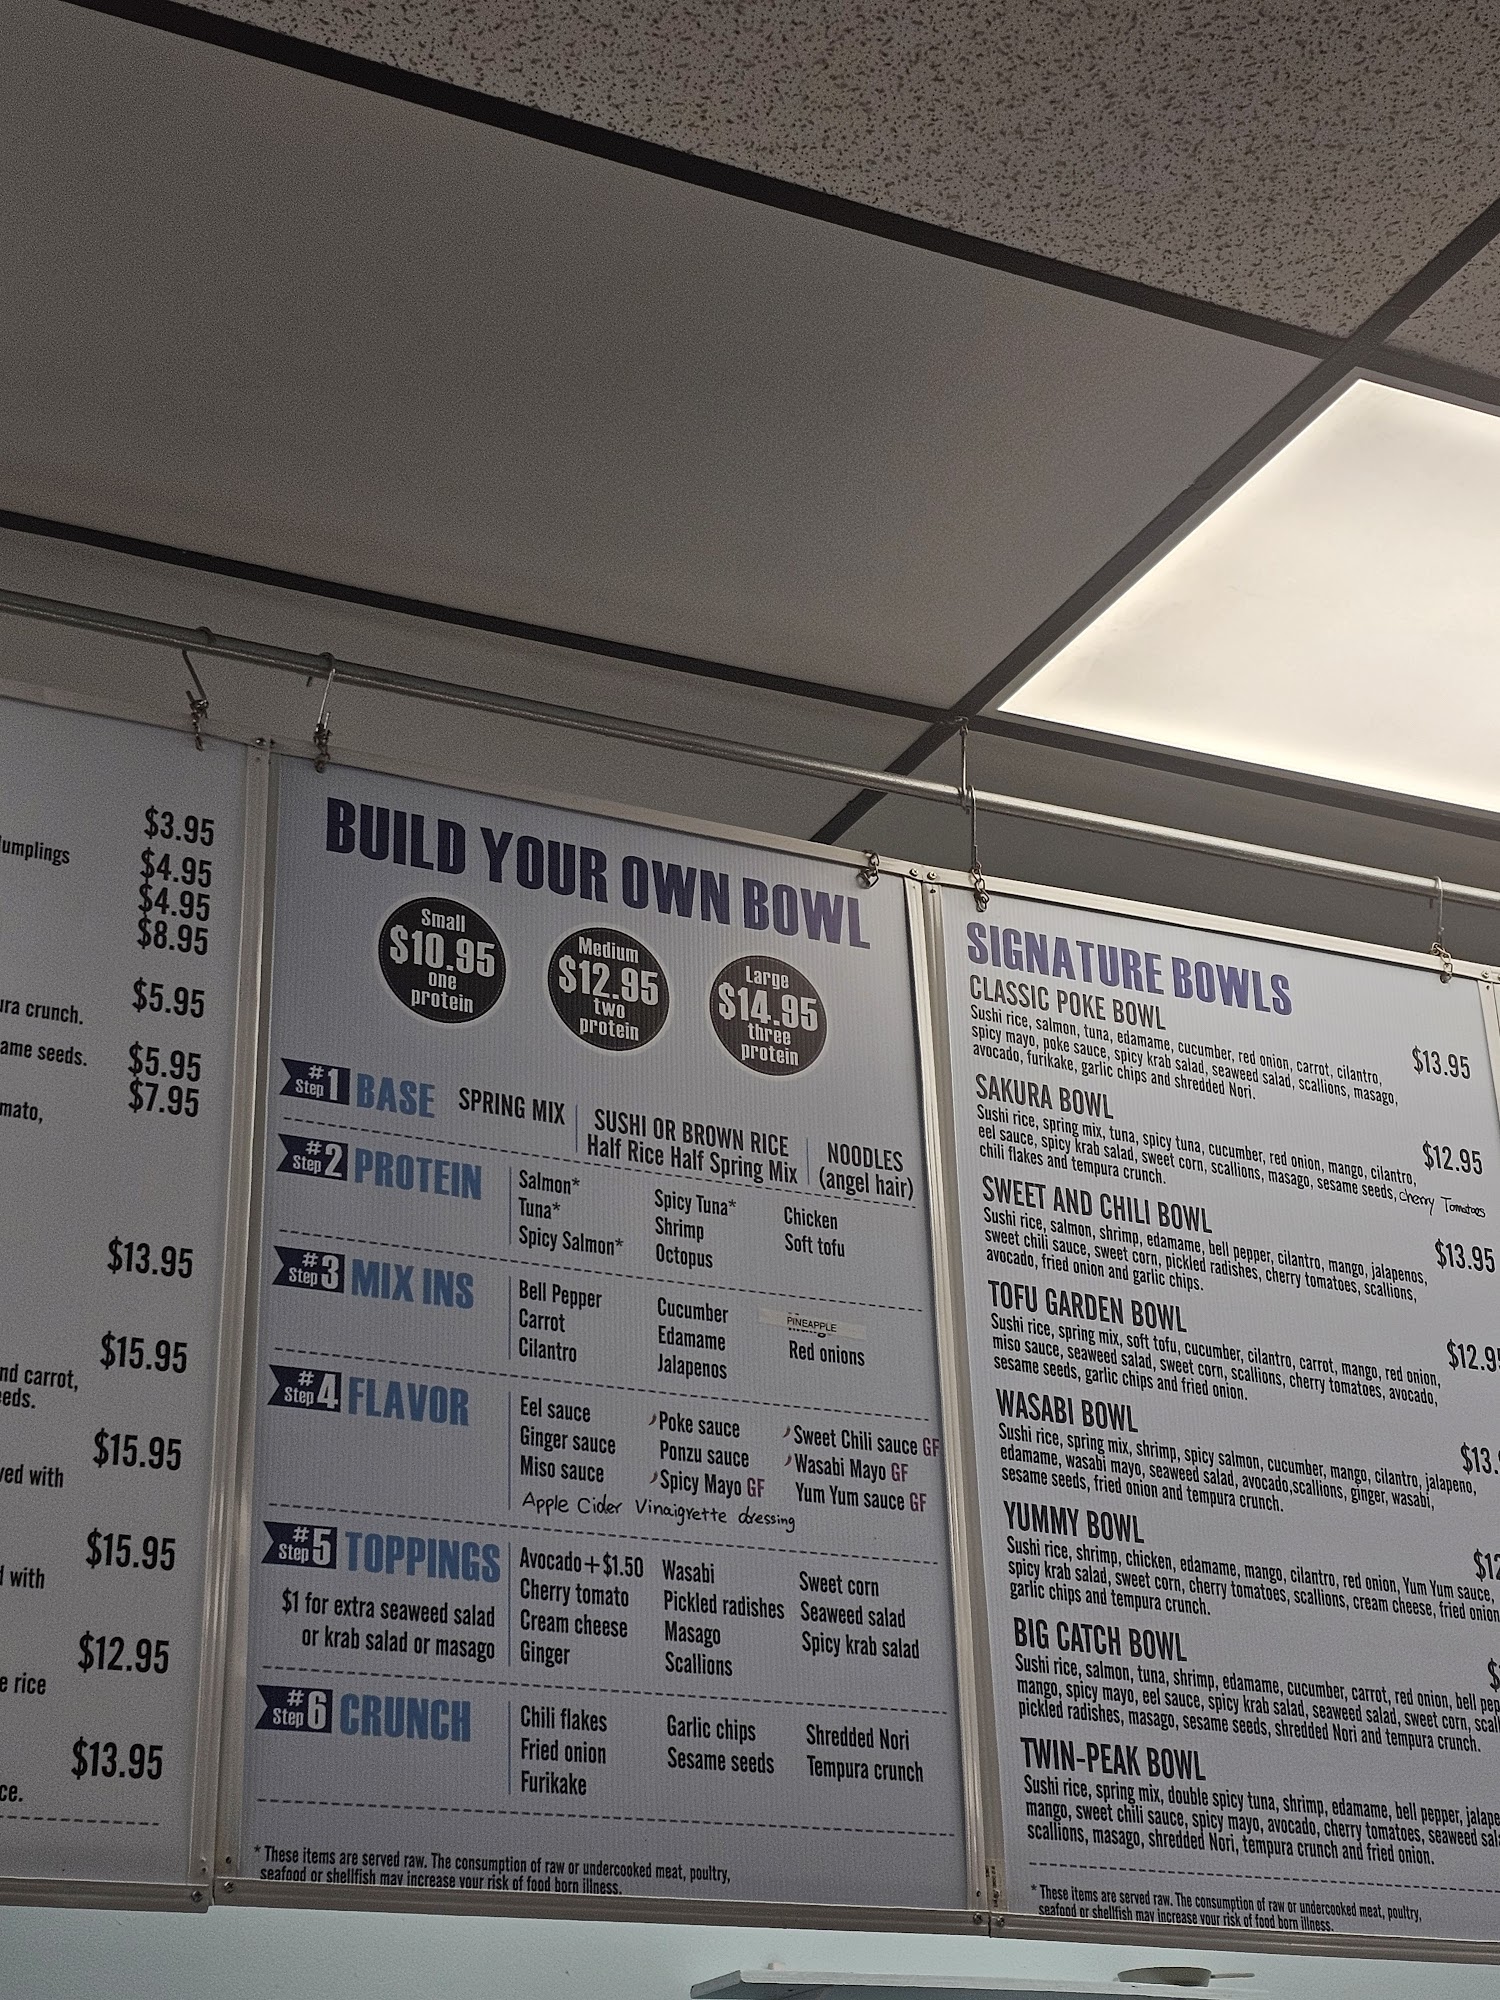 $3.95
dumplings
$4.95
$4.95
$8.95
$5.95
ura crunch.
ame seeds.
$5.95
$7.95
mato,
$13.95
$15.95
nd carrot,
eeds.
$15.95
ved with
$15.95
d with
$12.95
e rice
$13.95
ce.
BUILD YOUR OWN BOWL
Small
$10.95
one
protein
Medium
$12.95
two
protein
Large
$14.95
three
protein
Step #1 BASE
SPRING MIX
SUSHI OR BROWN RICE
Half Rice Half Spring Mix
NOODLES
(angel hair)
Step #2 PROTEIN
Salmon*
Tuna*
Spicy Salmon*
Spicy Tuna*
Shrimp
Octopus
Chicken
Soft tofu
Step #3 MIX INS
Bell Pepper
Carrot
Cilantro
Cucumber
Edamame
Jalapenos
PINEAPPLE
Red onions
Step #4 FLAVOR
Eel sauce
Ginger sauce
Miso sauce
Poke sauce
Ponzu sauce
Spicy Mayo GF
Sweet Chili sauce GF
Wasabi Mayo GF
Yum Yum sauce GF
Apple Cider Vinaigrette dressing
Step #5 TOPPINGS
$1 for extra seaweed salad
or krab salad or masago
Avocado+$1.50
Cherry tomato
Cream cheese
Ginger
Wasabi
Pickled radishes
Masago
Scallions
Sweet corn
Seaweed salad
Spicy krab salad
Step #6 CRUNCH
Chili flakes
Fried onion
Furikake
Garlic chips
Sesame seeds
Shredded Nori
Tempura crunch
* These items are served raw. The consumption of raw or undercooked meat, poultry,
seafood or shellfish may increase your risk of food born illness.
SIGNATURE BOWLS
CLASSIC POKE BOWL
Sushi rice, salmon, tuna, edamame, cucumber, red onion, carrot, cilantro,
spicy mayo, poke sauce, spicy krab salad, seaweed salad, scallions, masago,
avocado, furikake, garlic chips and shredded Nori.
$13.95
SAKURA BOWL
Sushi rice, spring mix, tuna, spicy tuna, cucumber, red onion, mango, cilantro,
eel sauce, spicy krab salad, sweet corn, scallions, masago, sesame seeds, cherry Tomatoes
chili flakes and tempura crunch.
$12.95
SWEET AND CHILI BOWL
Sushi rice, salmon, shrimp, edamame, bell pepper, cilantro, mango, jalapenos,
sweet chili sauce, sweet corn, pickled radishes, cherry tomatoes, scallions,
avocado, fried onion and garlic chips.
$13.95
TOFU GARDEN BOWL
Sushi rice, spring mix, soft tofu, cucumber, cilantro, carrot, mango, red onion,
miso sauce, seaweed salad, sweet corn, scallions, cherry tomatoes, avocado,
sesame seeds, garlic chips and fried onion.
$12.95
WASABI BOWL
Sushi rice, spring mix, shrimp, spicy salmon, cucumber, mango, cilantro, jalapeno,
edamame, wasabi mayo, seaweed salad, avocado,scallions, ginger, wasabi,
sesame seeds, fried onion and tempura crunch.
$13.
YUMMY BOWL
Sushi rice, shrimp, chicken, edamame, mango, cilantro, red onion, Yum Yum sauce,
spicy krab salad, sweet corn, cherry tomatoes, scallions, cream cheese, fried onion
garlic chips and tempura crunch.
$12
BIG CATCH BOWL
Sushi rice, salmon, tuna, shrimp, edamame, cucumber, carrot, red onion, bell pep
mango, spicy mayo, eel sauce, spicy krab salad, seaweed salad, sweet corn, scal
pickled radishes, masago, sesame seeds, shredded Nori and tempura crunch.
$
TWIN-PEAK BOWL
Sushi rice, spring mix, double spicy tuna, shrimp, edamame, bell pepper, jalape
mango, sweet chili sauce, spicy mayo, avocado, cherry tomatoes, seaweed sal
scallions, masago, shredded Nori, tempura crunch and fried onion.
* These items are served raw. The consumption of raw or undercooked meat, poultry,
seafood or shellfish may increase your risk of food born illness.